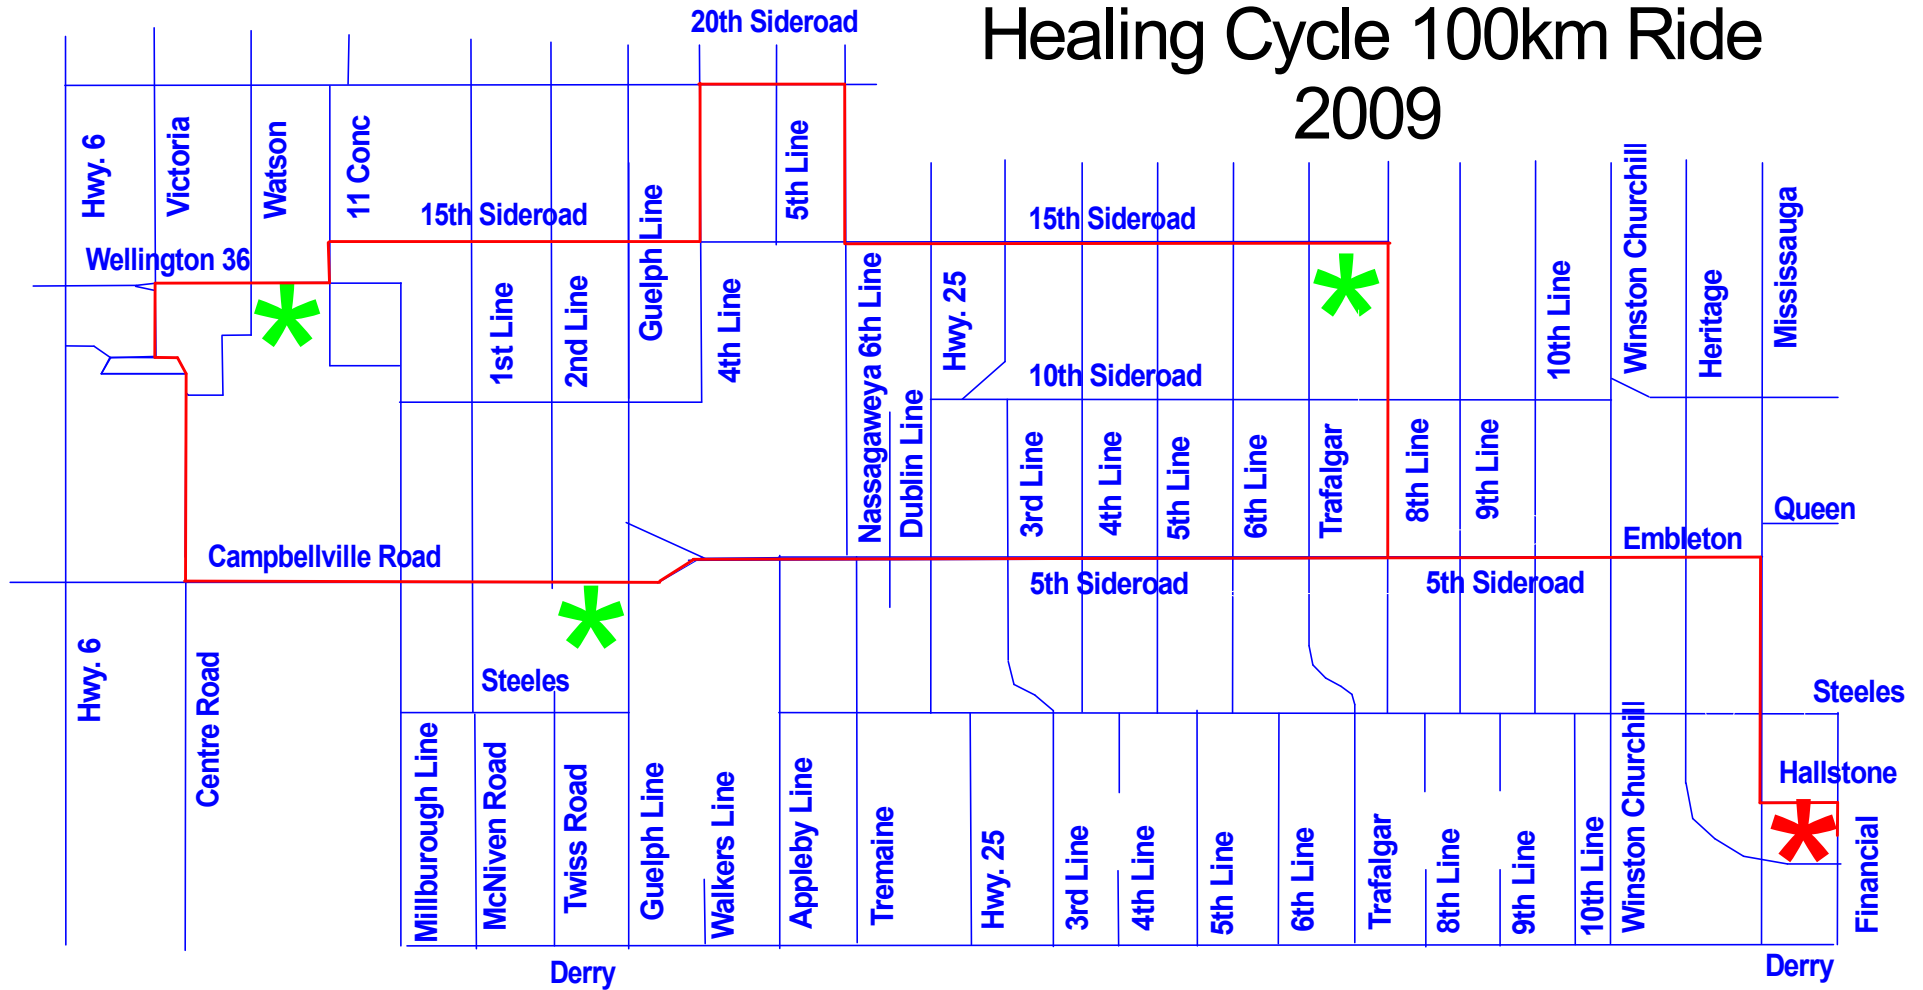 20th Sideroad
Healing Cycle 100km Ride
2009
Hwy. 6
Victoria
Watson
11 Conc
15th Sideroad
Guelph Line
5th Line
15th Sideroad
Winston Churchill
Mississauga
Wellington 36
1st Line
2nd Line
4th Line
Nassagaweya 6th Line
Dublin Line
Hwy. 25
10th Sideroad
10th Line
Heritage
3rd Line
4th Line
5th Line
6th Line
Trafalgar
8th Line
9th Line
Queen
Campbellville Road
Embleton
5th Sideroad
5th Sideroad
Hwy. 6
Centre Road
Steeles
Steeles
Millburough Line
McNiven Road
Twiss Road
Guelph Line
Walkers Line
Appleby Line
Tremaine
Hwy. 25
3rd Line
4th Line
5th Line
6th Line
Trafalgar
8th Line
9th Line
10th Line
Winston Churchill
Hallstone
Financial
Derry
Derry